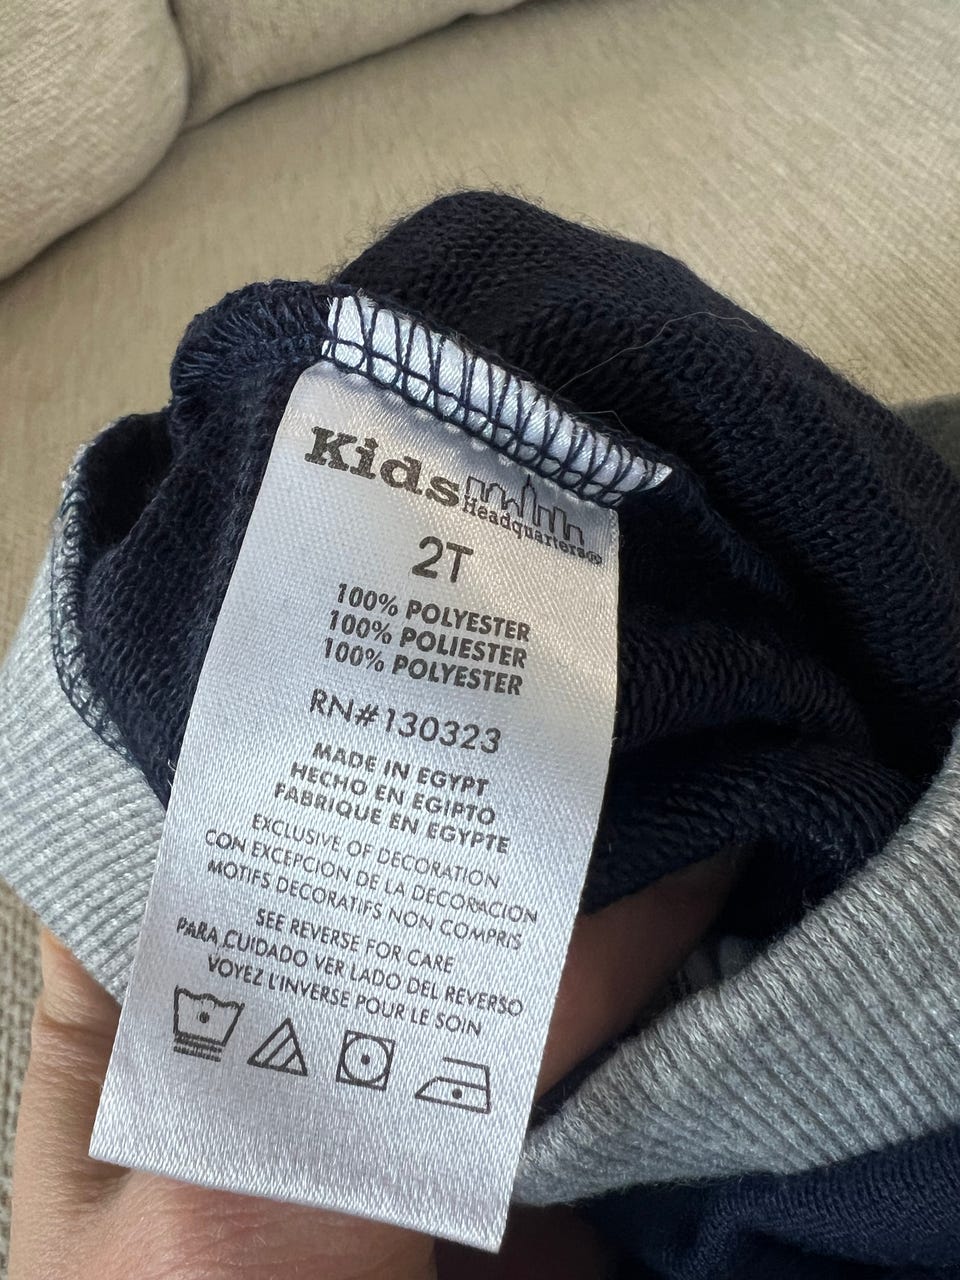 Kids
Headquarters®
2T
100% POLYESTER
100% POLIESTER
100% POLYESTER
RN#130323
MADE IN EGYPT
HECHO EN EGIPTO
FABRIQUE EN EGYPTE
EXCLUSIVE OF DECORATION
CON EXCEPCION DE LA DECORACION
MOTIFS DECORATIFS NON COMPRIS
SEE REVERSE FOR CARE
PARA CUIDADO VER LADO DEL REVERSO
VOYEZ L'INVERSE POUR LE SOIN